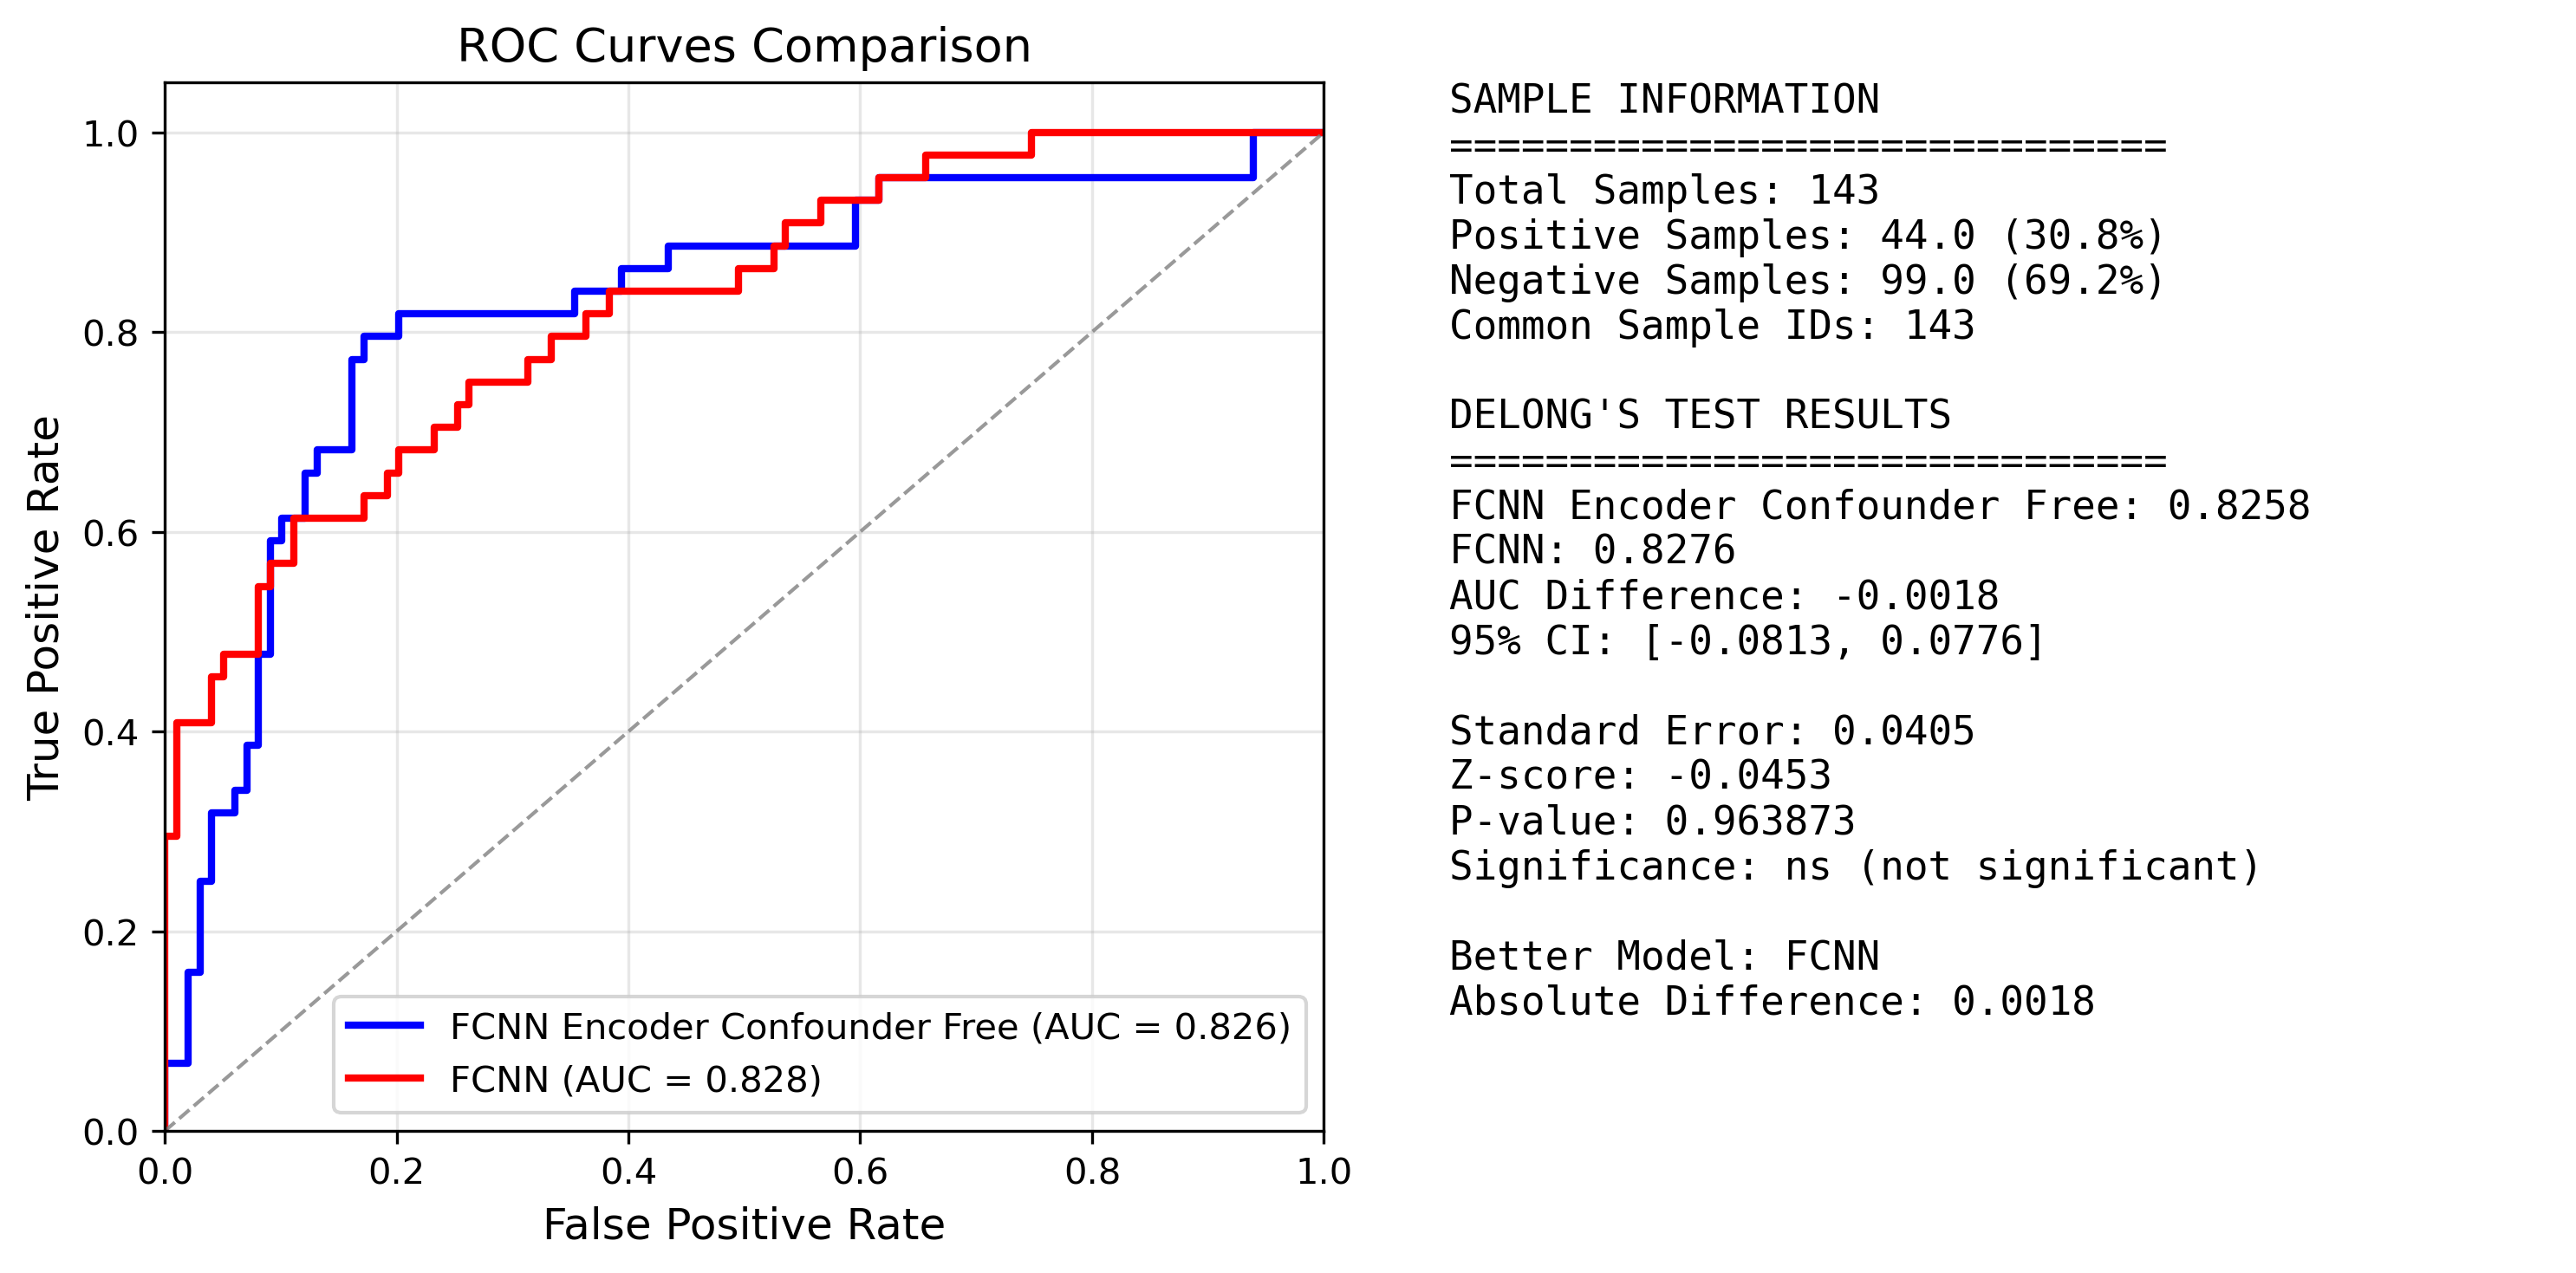 ROC Curves Comparison
True Positive Rate
1.0
0.8
0.6
0.4
0.2
0.0
0.0 0.2 0.4 0.6 0.8 1.0
False Positive Rate
FCNN Encoder Confounder Free (AUC = 0.826)
FCNN (AUC = 0.828)
SAMPLE INFORMATION
==============================
Total Samples: 143
Positive Samples: 44.0 (30.8%)
Negative Samples: 99.0 (69.2%)
Common Sample IDs: 143
DELONG'S TEST RESULTS
==============================
FCNN Encoder Confounder Free: 0.8258
FCNN: 0.8276
AUC Difference: -0.0018
95% CI: [-0.0813, 0.0776]
Standard Error: 0.0405
Z-score: -0.0453
P-value: 0.963873
Significance: ns (not significant)
Better Model: FCNN
Absolute Difference: 0.0018